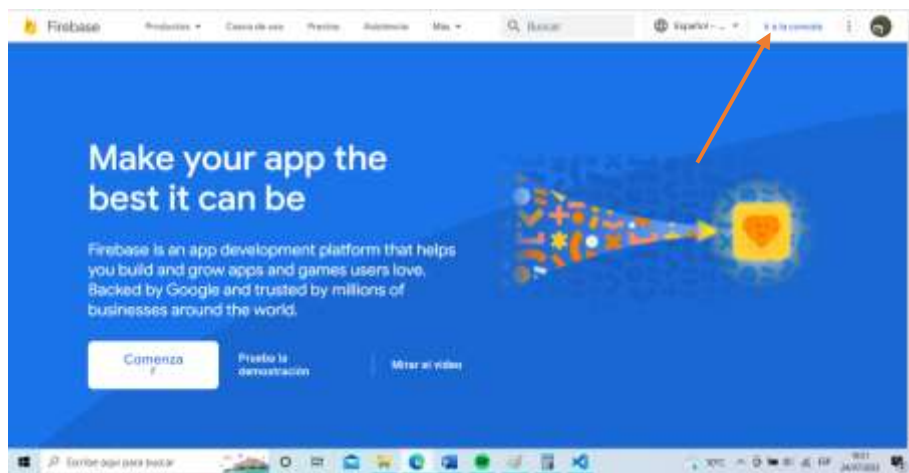 Firebase
Productos
Casos de uso
Precios
Asistencia
Más
Buscar
Español
Ir a la consola
Make your app the
best it can be
Firebase is an app development platform that helps
you build and grow apps and games users love.
Backed by Google and trusted by millions of
businesses around the world.
Comenza
r
Prueba la
demostración
Mirar el video
Escribe aquí para buscar
10°C
ESP